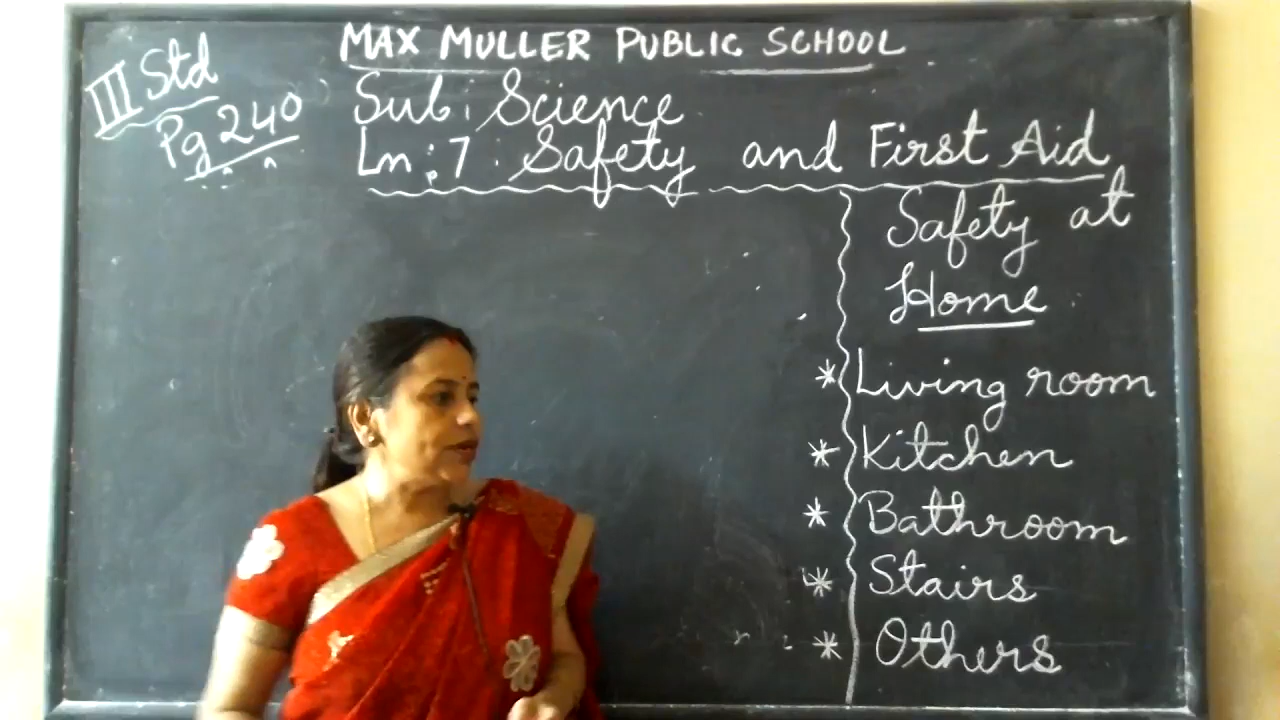 MAX MULLER PUBLIC SCHOOL
III Std
Pg 240
Sub: Science
Ln: 7: Safety and First Aid
Safety at
Home
* Living room
* Kitchen
* Bathroom
* Stairs
* Others